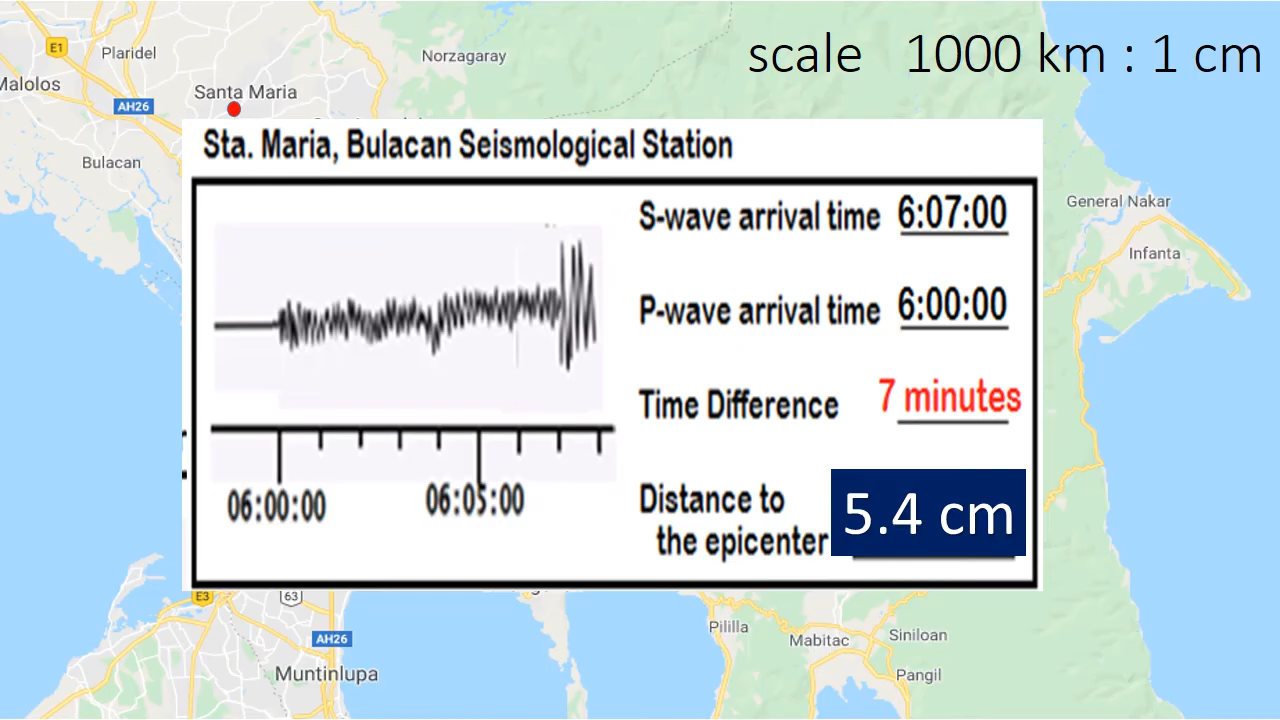 scale 1000 km : 1 cm
E1
Plaridel
Norzagaray
Malolos
AH26
Santa Maria
Bulacan
Sta. Maria, Bulacan Seismological Station
S-wave arrival time 6:07:00
General Nakar
Infanta
P-wave arrival time 6:00:00
Time Difference 7 minutes
06:00:00 06:05:00
Distance to
the epicenter 5.4 cm
E3
63
AH26
Muntinlupa
Pililla
Mabitac
Siniloan
Pangil